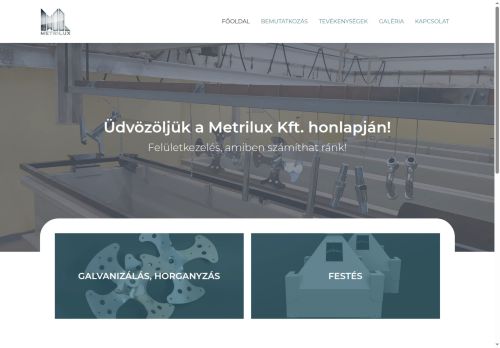 METRILUX
FŐOLDAL BEMUTATKOZÁS TEVÉKENYSÉGEK GALÉRIA KAPCSOLAT
Üdvözöljük a Metrilux Kft. honlapján!
Felületkezelés, amiben számíthat ránk!
GALVANIZÁLÁS, HORGANYZÁS FESTÉS